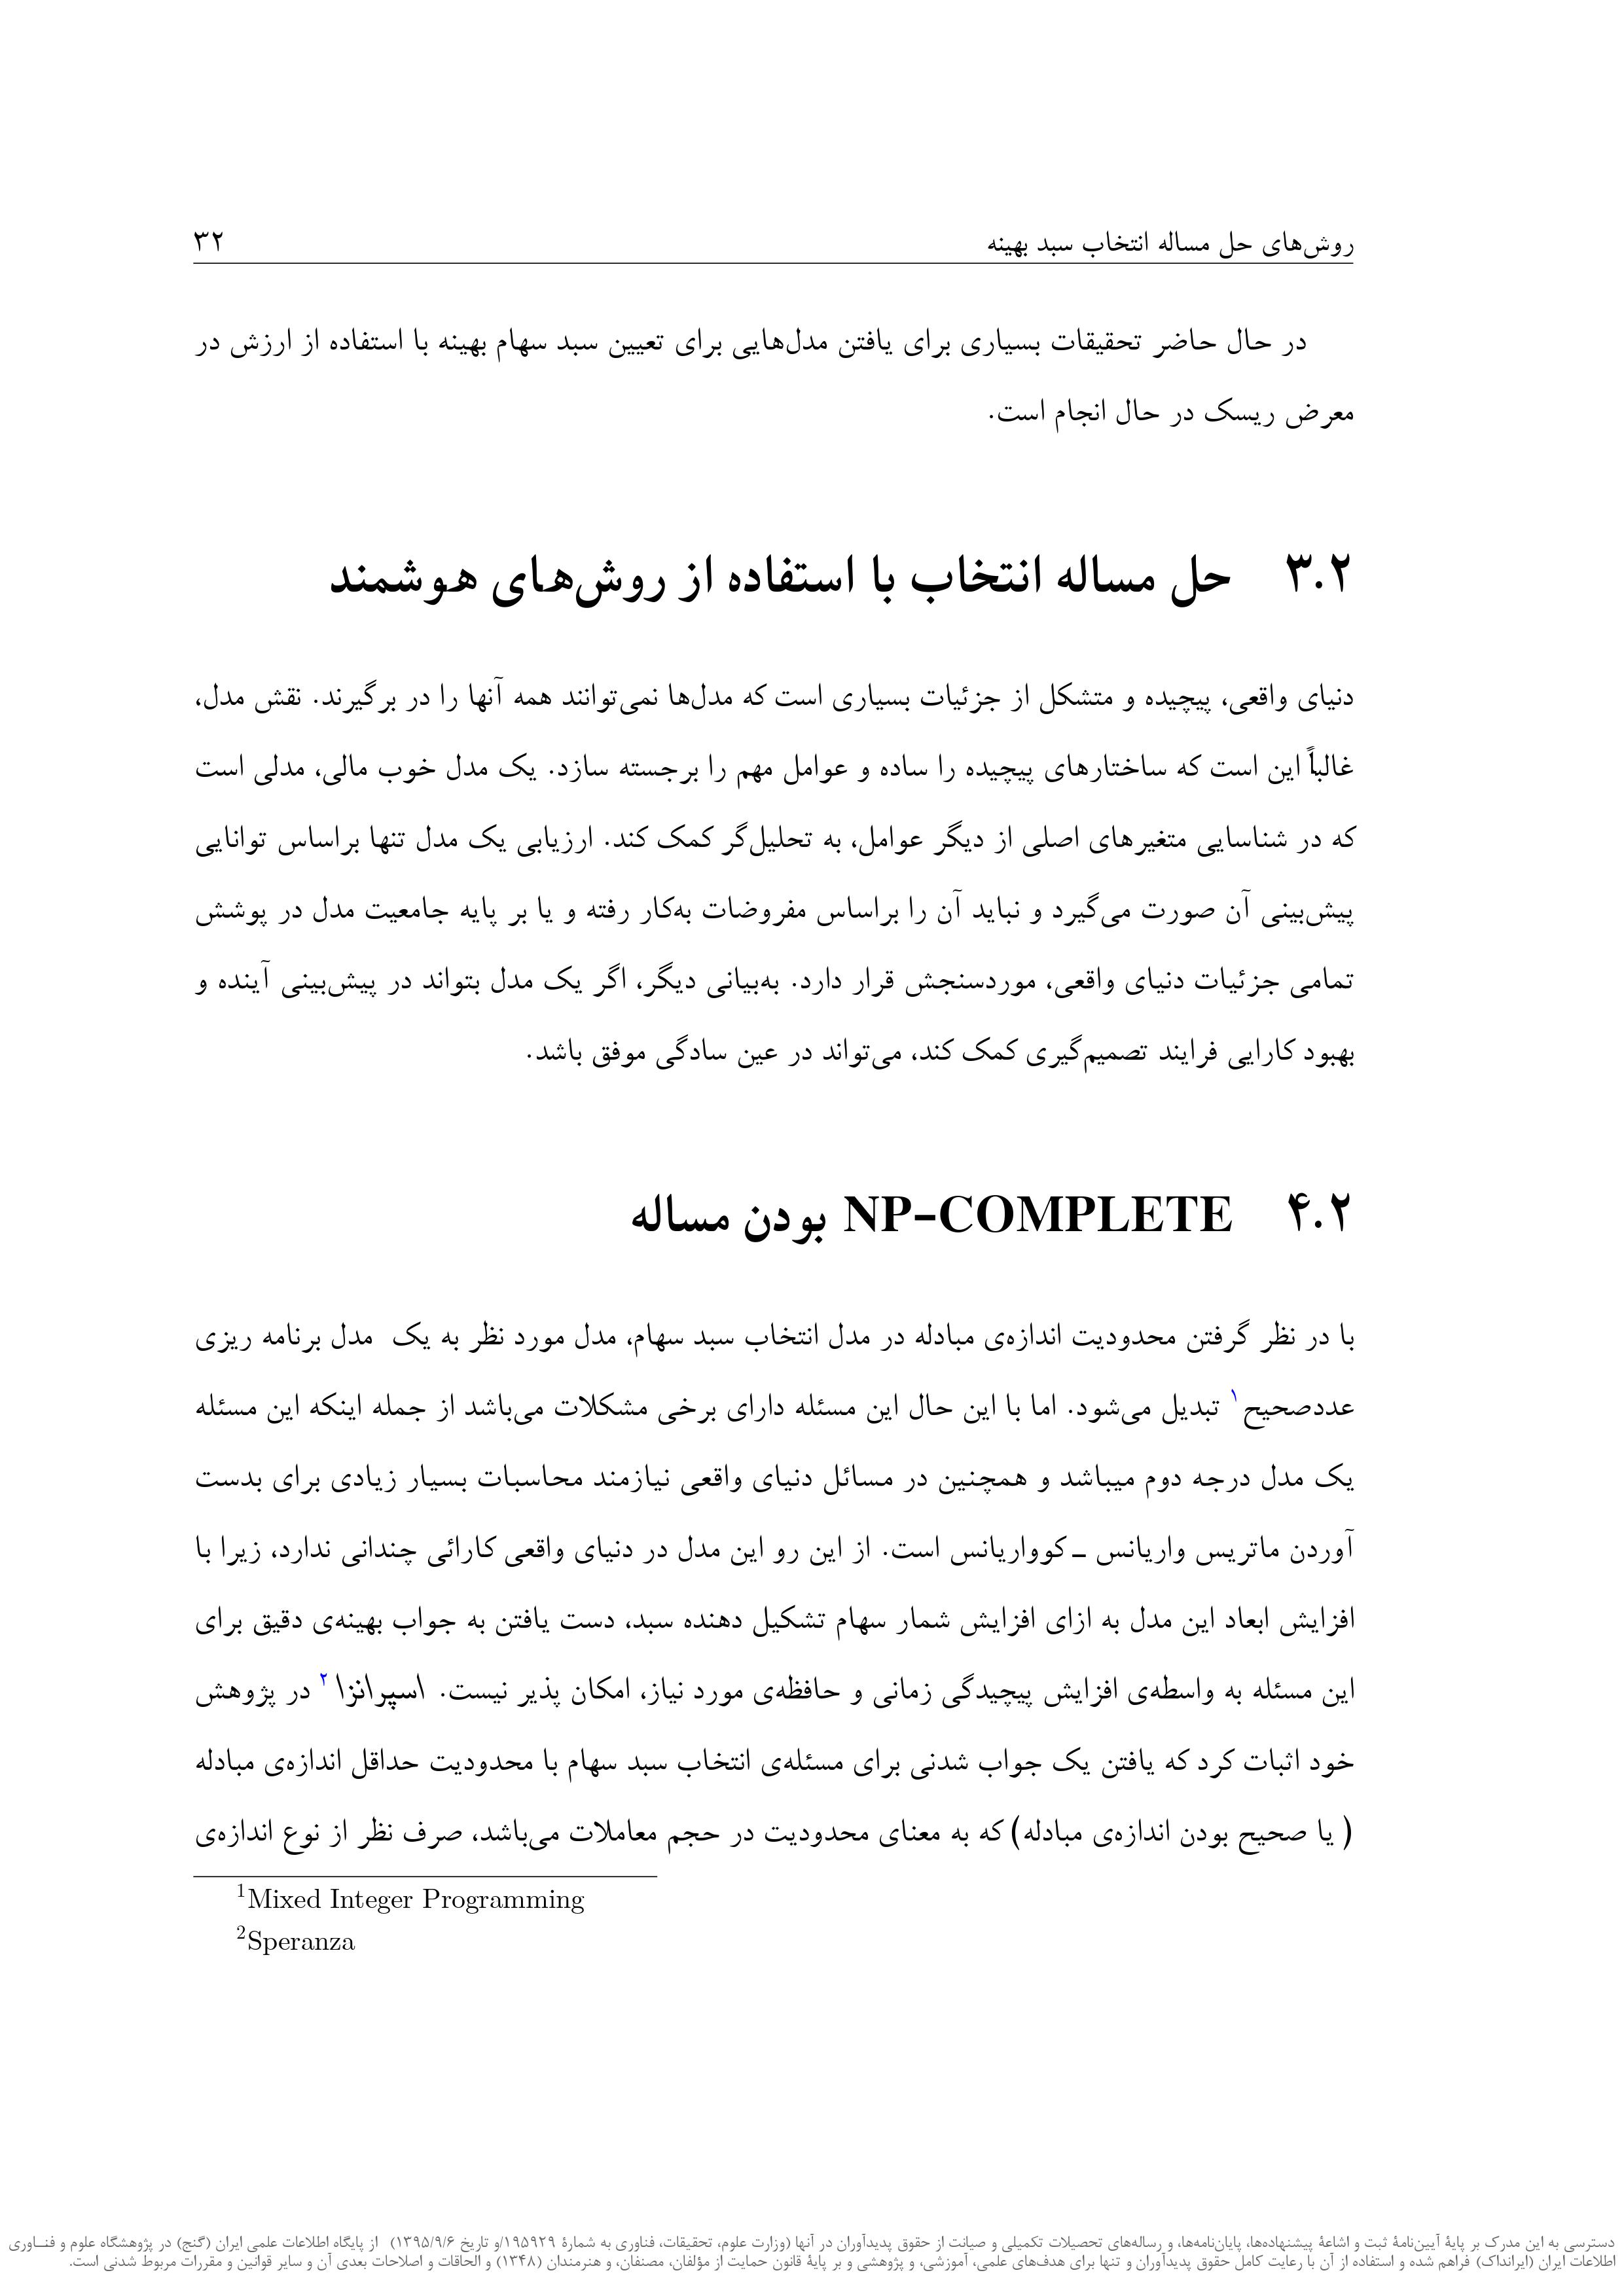 روش‌های حل مساله انتخاب سبد بهینه ۳۲
در حال حاضر تحقیقات بسیاری برای یافتن مدل‌هایی برای تعیین سبد سهام بهینه با استفاده از ارزش در
معرض ریسک در حال انجام است.
۳.۲ حل مساله انتخاب با استفاده از روش‌های هوشمند
دنیای واقعی، پیچیده و متشکل از جزئیات بسیاری است که مدل‌ها نمی‌توانند همه آنها را در برگیرند. نقش مدل،
غالباً این است که ساختارهای پیچیده را ساده و عوامل مهم را برجسته سازد. یک مدل خوب مالی، مدلی است
که در شناسایی متغیرهای اصلی از دیگر عوامل، به تحلیل‌گر کمک کند. ارزیابی یک مدل تنها براساس توانایی
پیش‌بینی آن صورت می‌گیرد و نباید آن را براساس مفروضات به‌کار رفته و یا بر پایه جامعیت مدل در پوشش
تمامی جزئیات دنیای واقعی، موردسنجش قرار دارد. به‌بیانی دیگر، اگر یک مدل بتواند در پیش‌بینی آینده و
بهبود کارایی فرایند تصمیم‌گیری کمک کند، می‌تواند در عین سادگی موفق باشد.
۴.۲ NP-COMPLETE بودن مساله
با در نظر گرفتن محدودیت اندازه‌ی مبادله در مدل انتخاب سبد سهام، مدل مورد نظر به یک مدل برنامه ریزی
عددصحیح۱ تبدیل می‌شود. اما با این حال این مسئله دارای برخی مشکلات می‌باشد از جمله اینکه این مسئله
یک مدل درجه دوم میباشد و همچنین در مسائل دنیای واقعی نیازمند محاسبات بسیار زیادی برای بدست
آوردن ماتریس واریانس ـ کوواریانس است. از این رو این مدل در دنیای واقعی کارائی چندانی ندارد، زیرا با
افزایش ابعاد این مدل به ازای افزایش شمار سهام تشکیل دهنده سبد، دست یافتن به جواب بهینه‌ی دقیق برای
این مسئله به واسطه‌ی افزایش پیچیدگی زمانی و حافظه‌ی مورد نیاز، امکان پذیر نیست. اسپرانزا۲ در پژوهش
خود اثبات کرد که یافتن یک جواب شدنی برای مسئله‌ی انتخاب سبد سهام با محدودیت حداقل اندازه‌ی مبادله
( یا صحیح بودن اندازه‌ی مبادله) که به معنای محدودیت در حجم معاملات می‌باشد، صرف نظر از نوع اندازه‌ی
1Mixed Integer Programming
2Speranza
دسترسی به این مدرک بر پایهٔ آیین‌نامهٔ ثبت و اشاعهٔ پیشنهاده‌ها، پایان‌نامه‌ها، و رساله‌های تحصیلات تکمیلی و صیانت از حقوق پدیدآوران در آنها (وزارت علوم، تحقیقات، فناوری به شمارهٔ ۱۹۵۹۲۹/و تاریخ ۱۳۹۵/۹/۶) از پایگاه اطلاعات علمی ایران (گنج) در پژوهشگاه علوم و فنــاوری
اطلاعات ایران (ایرانداک) فراهم شده و استفاده از آن با رعایت کامل حقوق پدیدآوران و تنها برای هدف‌های علمی، آموزشی، و پژوهشی و بر پایهٔ قانون حمایت از مؤلفان، مصنفان، و هنرمندان (۱۳۴۸) و الحاقات و اصلاحات بعدی آن و سایر قوانین و مقررات مربوط شدنی است.